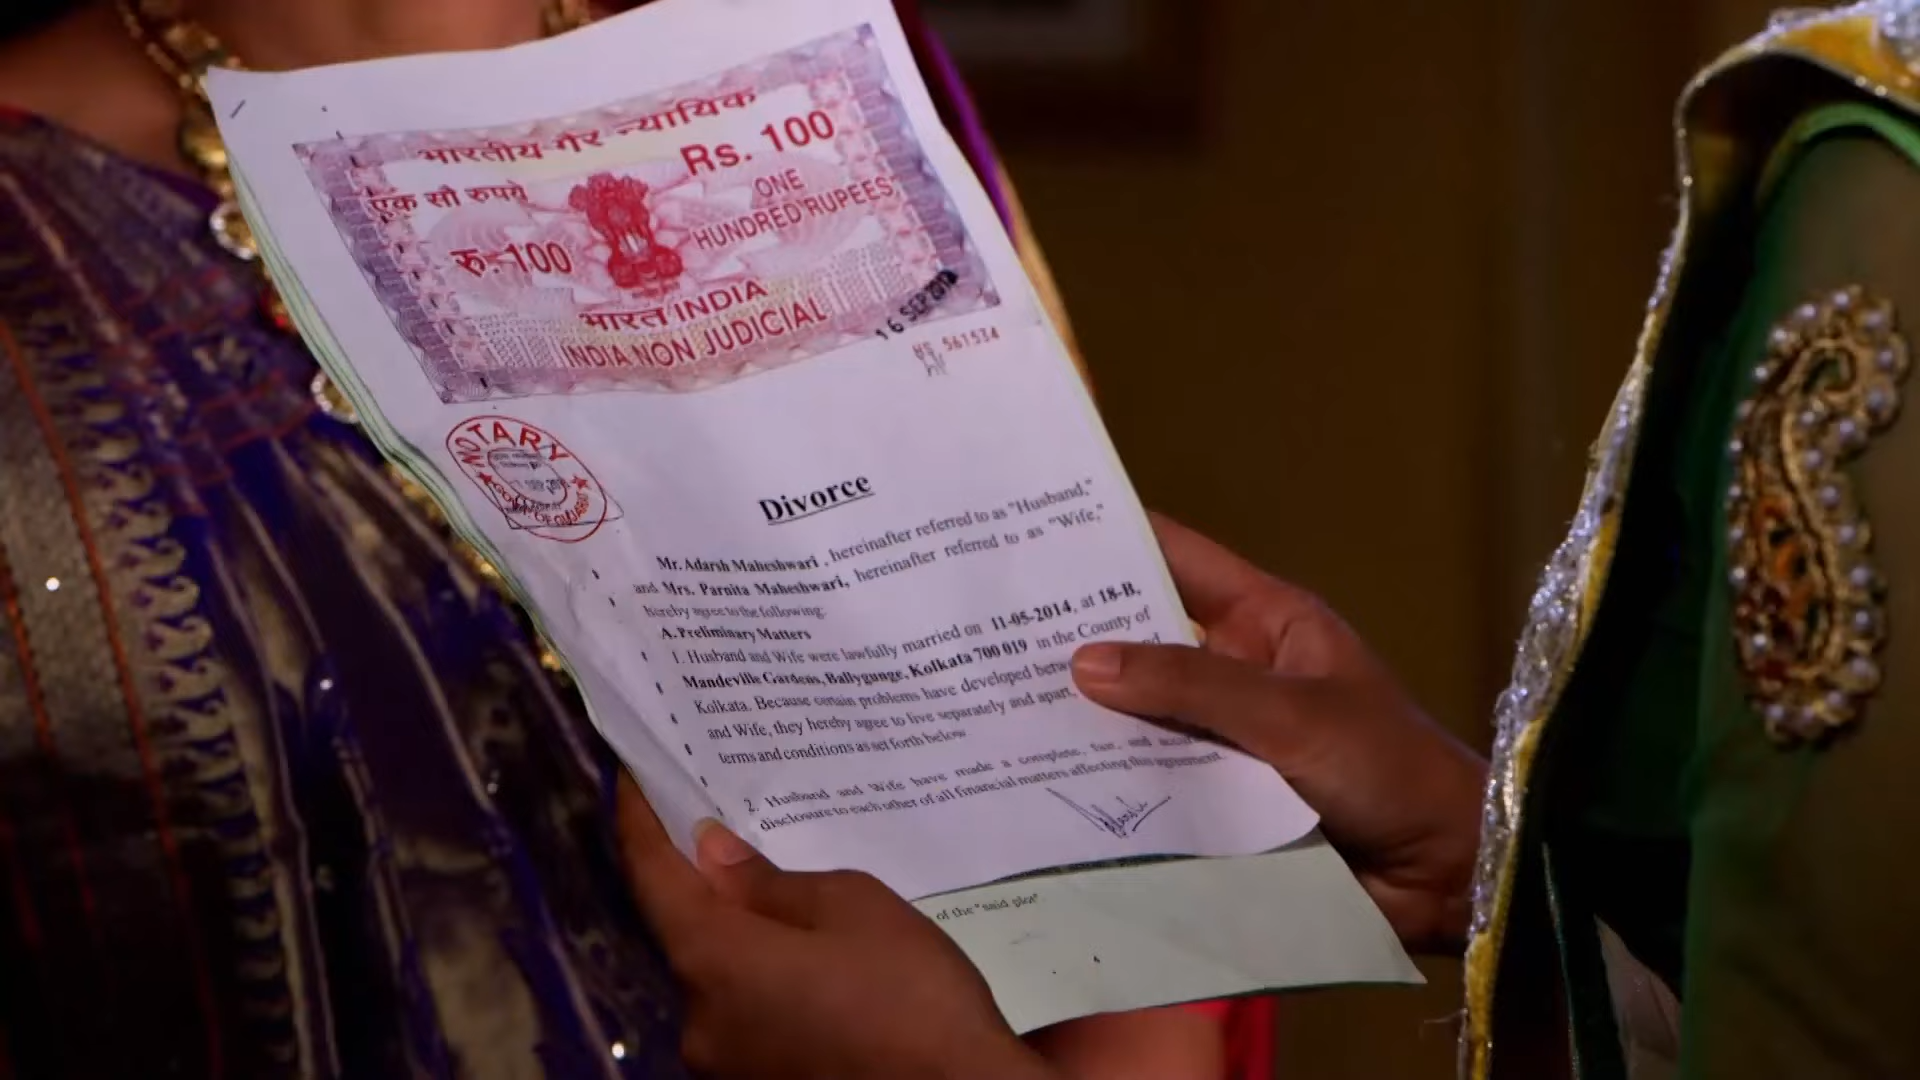 भारतीय गैर न्यायिक
एक सौ रुपये
Rs. 100
रु. 100
ONE
HUNDRED RUPEES
भारत INDIA
INDIA NON JUDICIAL
16 SEP
561534
NOTARY
Divorce
Mr. Adarsh Maheshwari , hereinafter referred to as "Husband,"
and Mrs. Parnita Maheshwari, hereinafter referred to as "Wife,"
hereby agree to the following:
A. Preliminary Matters
1. Husband and Wife were lawfully married on 11-05-2014, at 18-B,
Mandeville Gardens, Ballygunge, Kolkata 700 019 in the County of
Kolkata. Because certain problems have developed
and Wife, they hereby agree to live separately and apart,
terms and conditions as set forth below
2. Husband and Wife have made a complete, fair, and
disclosure to each other of all financial matters affecting this agreement.
of the "said plot"